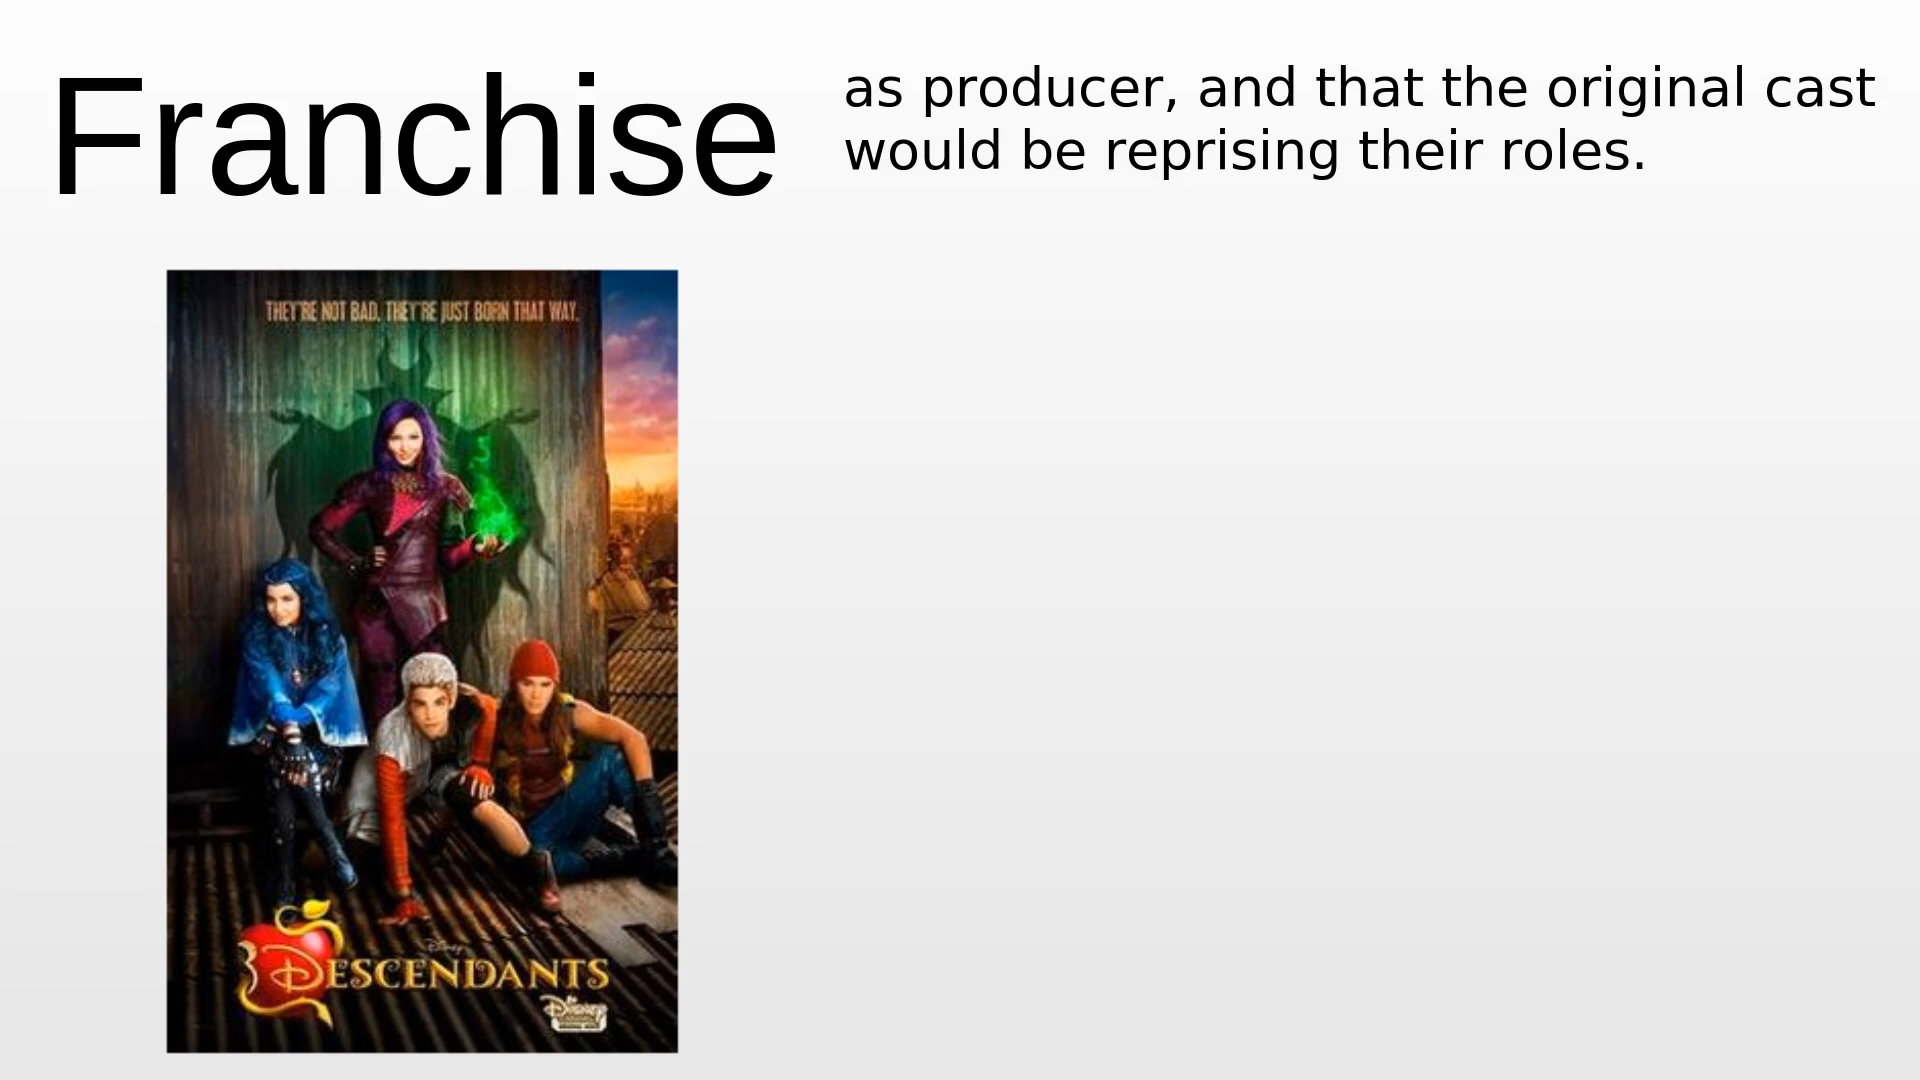 Franchise
as producer, and that the original cast
would be reprising their roles.
THEY'RE NOT BAD, THEY'RE JUST BORN THAT WAY.
Disney
DESCENDANTS
Disney